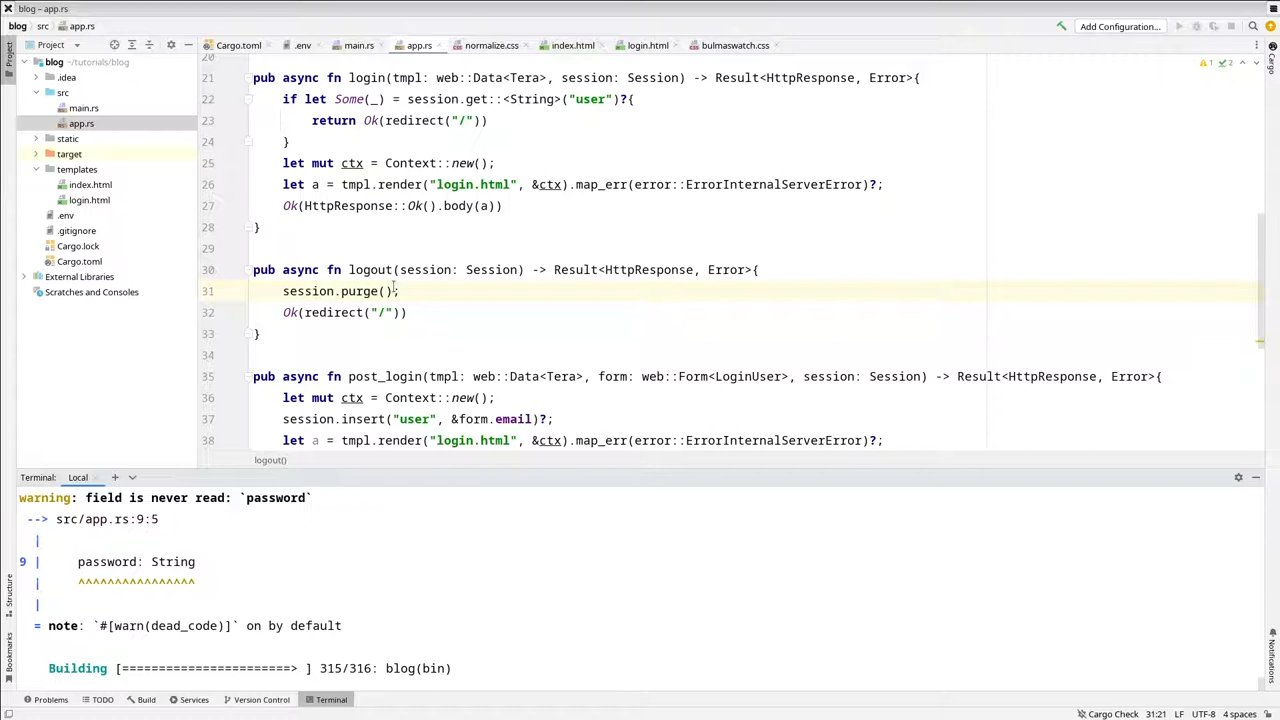 blog – app.rs
blog src app.rs Add Configuration...
Project Cargo.toml .env main.rs app.rs normalize.css index.html login.html bulmaswatch.css
Project
Cargo
blog ~/tutorials/blog
.idea
src
main.rs
app.rs
static
target
templates
index.html
login.html
.env
.gitignore
Cargo.lock
Cargo.toml
External Libraries
Scratches and Consoles
1 2
20
21 pub async fn login(tmpl: web::Data<Tera>, session: Session) -> Result<HttpResponse, Error>{
22 if let Some(_) = session.get::<String>("user")?{
23 return Ok(redirect("/"))
24 }
25 let mut ctx = Context::new();
26 let a = tmpl.render("login.html", &ctx).map_err(error::ErrorInternalServerError)?;
27 Ok(HttpResponse::Ok().body(a))
28 }
29
30 pub async fn logout(session: Session) -> Result<HttpResponse, Error>{
31 session.purge();
32 Ok(redirect("/"))
33 }
34
35 pub async fn post_login(tmpl: web::Data<Tera>, form: web::Form<LoginUser>, session: Session) -> Result<HttpResponse, Error>{
36 let mut ctx = Context::new();
37 session.insert("user", &form.email)?;
38 let a = tmpl.render("login.html", &ctx).map_err(error::ErrorInternalServerError)?;
logout()
Terminal: Local
warning: field is never read: `password`
--> src/app.rs:9:5
|
9 | password: String
| ^^^^^^^^^^^^^^^^
|
= note: `#[warn(dead_code)]` on by default
Building [=======================> ] 315/316: blog(bin)
Structure
Bookmarks
Notifications
Problems TODO Build Services Version Control Terminal
Cargo Check 31:21 LF UTF-8 4 spaces